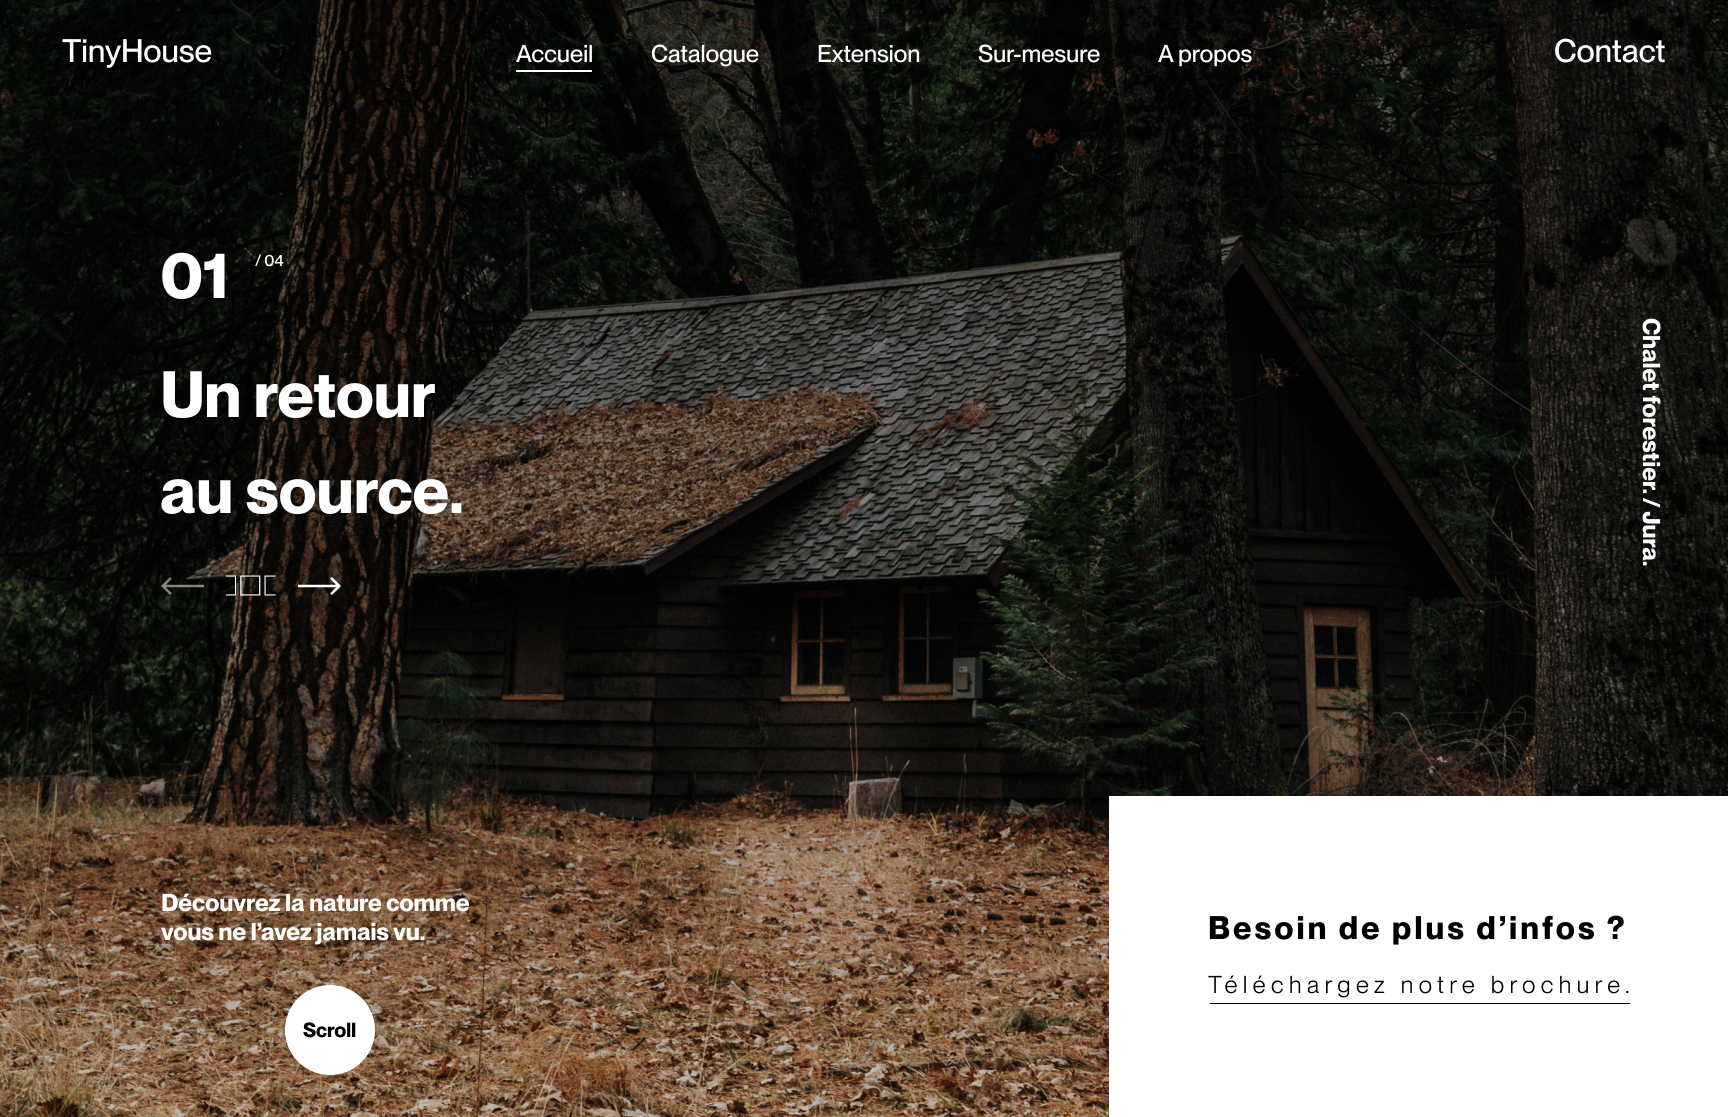 TinyHouse
Accueil
Catalogue
Extension
Sur-mesure
A propos
Contact
01
/ 04
Un retour
au source.
Chalet forestier. / Jura.
Découvrez la nature comme
vous ne l’avez jamais vu.
Scroll
Besoin de plus d’infos ?
Téléchargez notre brochure.